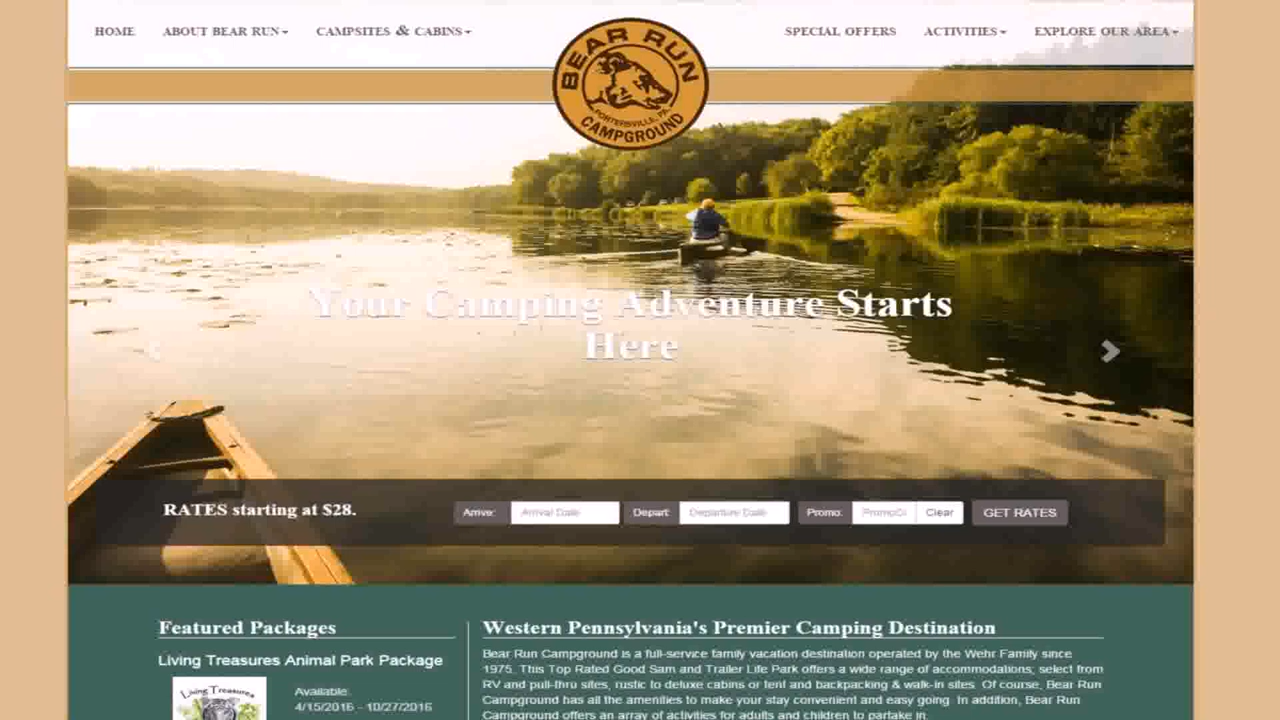 HOME
ABOUT BEAR RUN
CAMPSITES & CABINS
BEAR RUN
PORTERSVILLE, PA
CAMPGROUND
SPECIAL OFFERS
ACTIVITIES
EXPLORE OUR AREA
Your Camping Adventure Starts
Here
RATES starting at $28.
Arrive:
Arrival Date
Depart:
Departure Date
Promo:
PromoCo
Clear
GET RATES
Featured Packages
Living Treasures Animal Park Package
Living Treasures
Available:
4/15/2016 - 10/27/2016
Western Pennsylvania's Premier Camping Destination
Bear Run Campground is a full-service family vacation destination operated by the Wehr Family since
1975. This Top Rated Good Sam and Trailer Life Park offers a wide range of accommodations; select from
RV and pull-thru sites, rustic to deluxe cabins or tent and backpacking & walk-in sites. Of course, Bear Run
Campground has all the amenities to make your stay convenient and easy going. In addition, Bear Run
Campground offers an array of activities for adults and children to partake in.